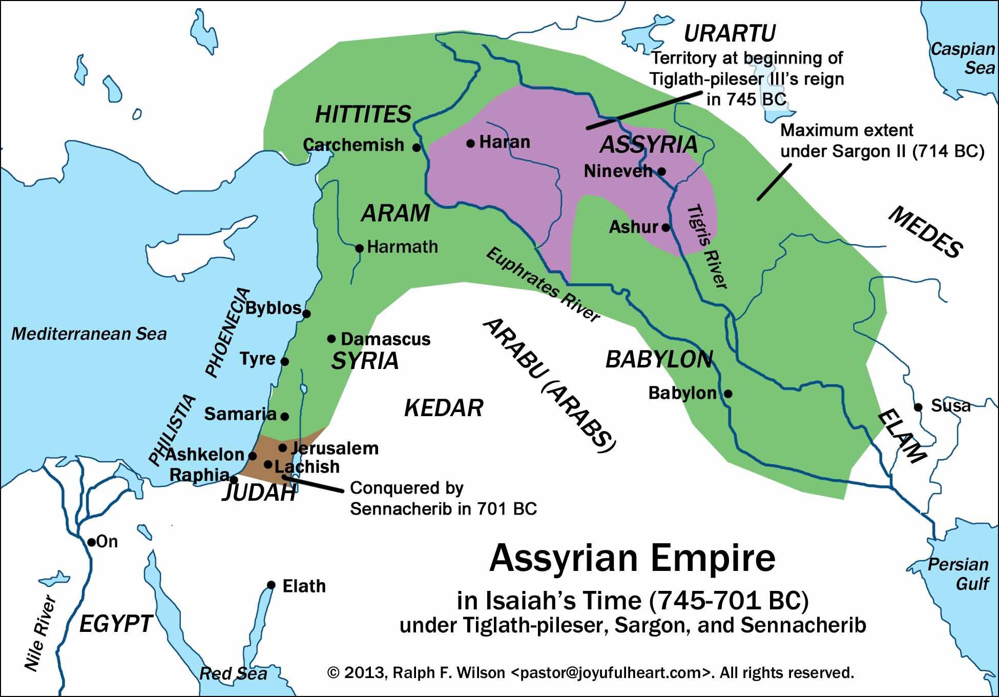 URARTU
Territory at beginning of
Tiglath-pileser III's reign
in 745 BC
Caspian
Sea
HITTITES
Carchemish
Haran
ASSYRIA
Nineveh
Maximum extent
under Sargon II (714 BC)
ARAM
Harmath
Ashur
Tigris River
MEDES
Euphrates River
PHOENECIA
Byblos
Mediterranean Sea
Damascus
Tyre
SYRIA
ARABU (ARABS)
BABYLON
Babylon
KEDAR
Susa
ELAM
PHILISTIA
Samaria
Jerusalem
Ashkelon
Lachish
Raphia
JUDAH
Conquered by
Sennacherib in 701 BC
On
Nile River
EGYPT
Elath
Red Sea
Persian
Gulf
Assyrian Empire
in Isaiah's Time (745-701 BC)
under Tiglath-pileser, Sargon, and Sennacherib
© 2013, Ralph F. Wilson <pastor@joyufulheart.com>. All rights reserved.